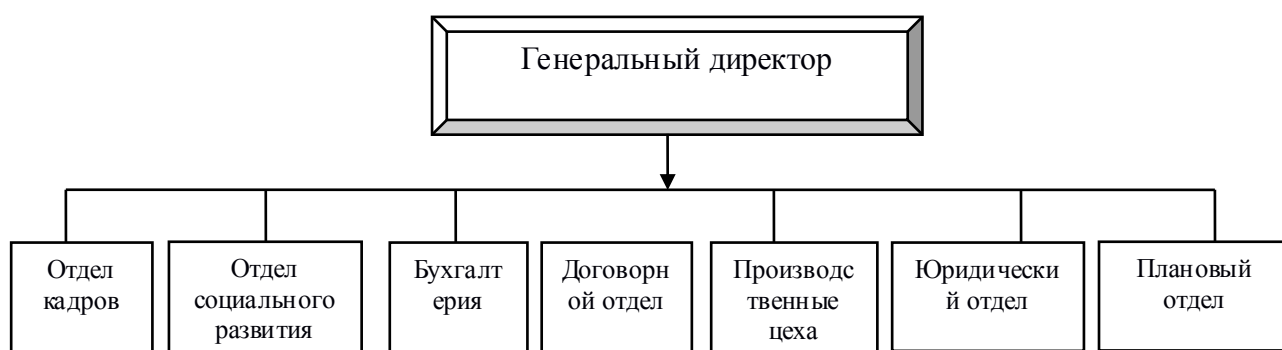 Генеральный директор
Отдел
кадров
Отдел
социального
развития
Бухгалт
ерия
Договорн
ой отдел
Производс
твенные
цеха
Юридически
й отдел
Плановый
отдел